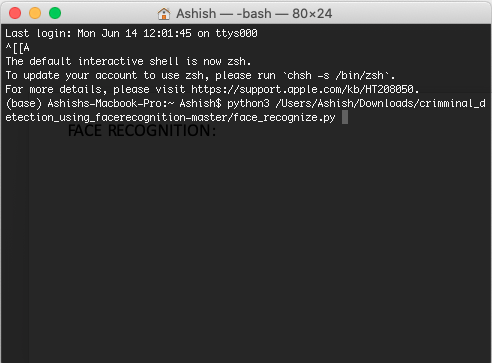 Ashish — -bash — 80×24
Last login: Mon Jun 14 12:01:45 on ttys000
^[[A
The default interactive shell is now zsh.
To update your account to use zsh, please run `chsh -s /bin/zsh`.
For more details, please visit https://support.apple.com/kb/HT208050.
(base) Ashishs-Macbook-Pro:~ Ashish$ python3 /Users/Ashish/Downloads/crimminal_d
etection_using_facerecognition-master/face_recognize.py
FACE RECOGNITION: